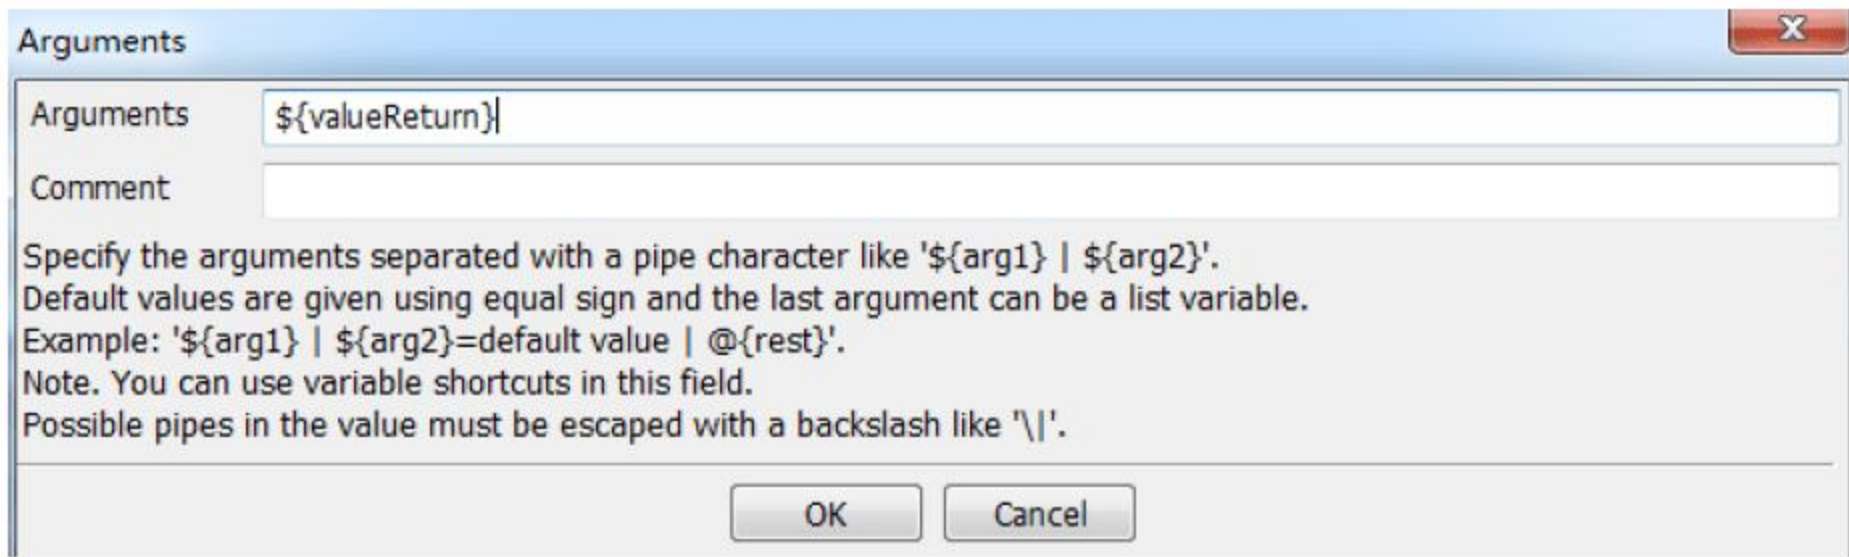 Arguments
Arguments ${valueReturn}
Comment
Specify the arguments separated with a pipe character like '${arg1} | ${arg2}'.
Default values are given using equal sign and the last argument can be a list variable.
Example: '${arg1} | ${arg2}=default value | @{rest}'.
Note. You can use variable shortcuts in this field.
Possible pipes in the value must be escaped with a backslash like '\|'.
OK Cancel